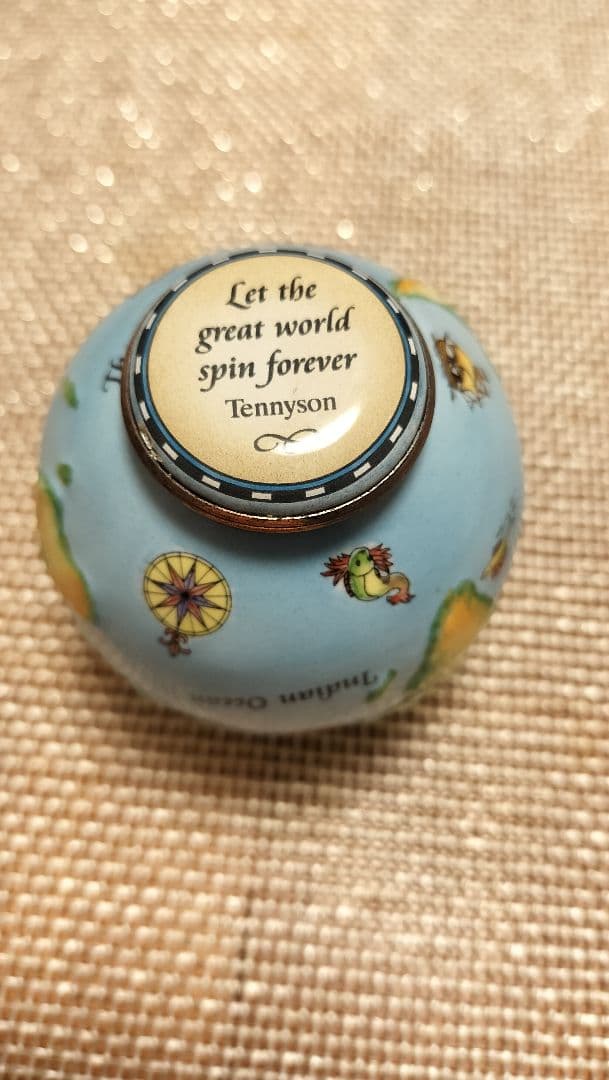 Let the
great world
spin forever
Tennyson
Indian Ocean